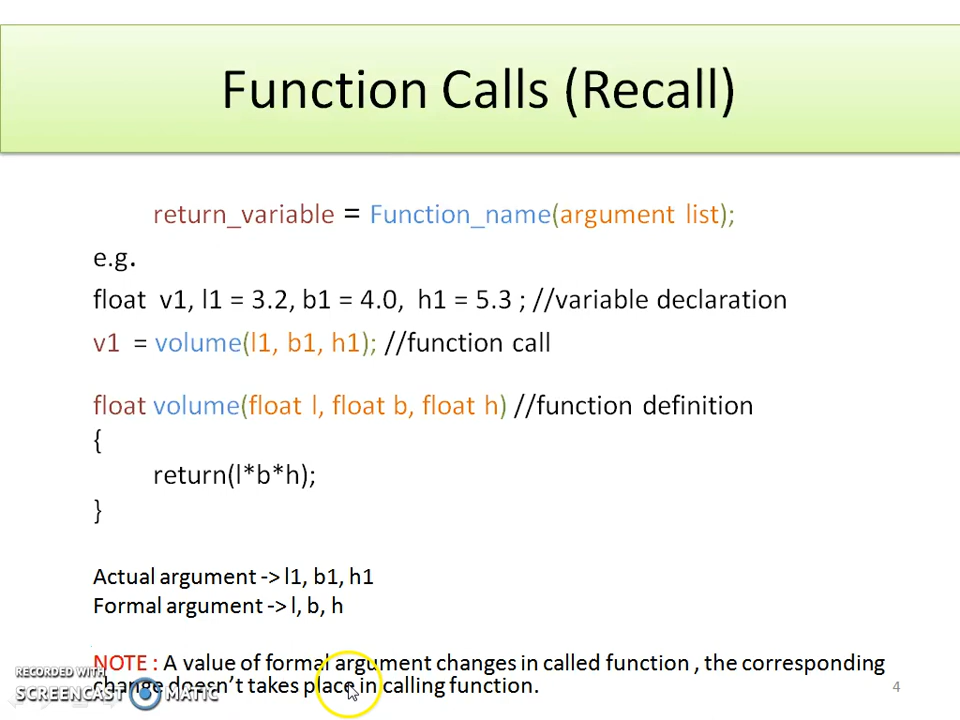 Function Calls (Recall)
return_variable = Function_name(argument list);
e.g.
float v1, l1 = 3.2, b1 = 4.0, h1 = 5.3 ; //variable declaration
v1 = volume(l1, b1, h1); //function call
float volume(float l, float b, float h) //function definition
{
return(l*b*h);
}
Actual argument -> l1, b1, h1
Formal argument -> l, b, h
NOTE : A value of formal argument changes in called function , the corresponding
change doesn't takes place in calling function.
RECORDED WITH
SCREENCAST MATIC
4